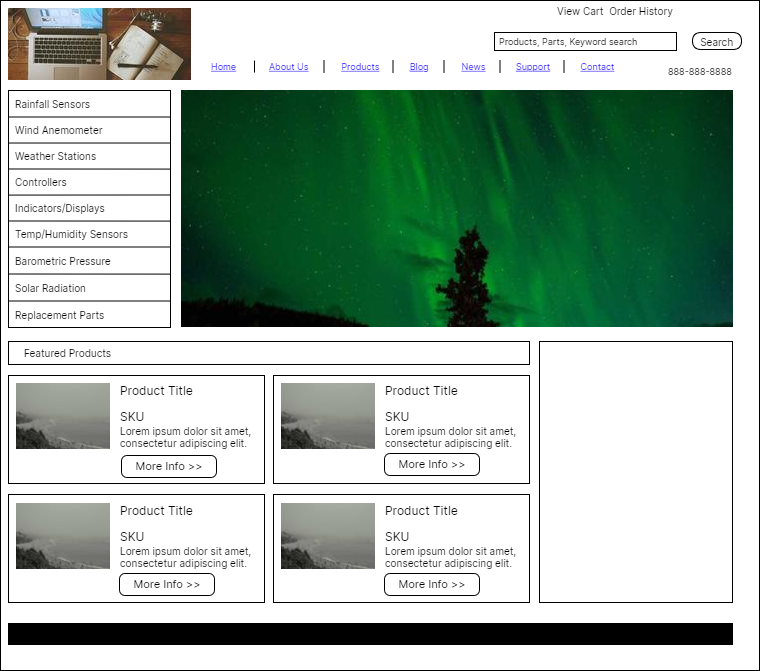 View Cart Order History
Products, Parts, Keyword search
Search
Home
About Us
Products
Blog
News
Support
Contact
888-888-8888
Rainfall Sensors
Wind Anemometer
Weather Stations
Controllers
Indicators/Displays
Temp/Humidity Sensors
Barometric Pressure
Solar Radiation
Replacement Parts
Featured Products
Product Title
SKU
Lorem ipsum dolor sit amet,
consectetur adipiscing elit.
More Info >>
Product Title
SKU
Lorem ipsum dolor sit amet,
consectetur adipiscing elit.
More Info >>
Product Title
SKU
Lorem ipsum dolor sit amet,
consectetur adipiscing elit.
More Info >>
Product Title
SKU
Lorem ipsum dolor sit amet,
consectetur adipiscing elit.
More Info >>